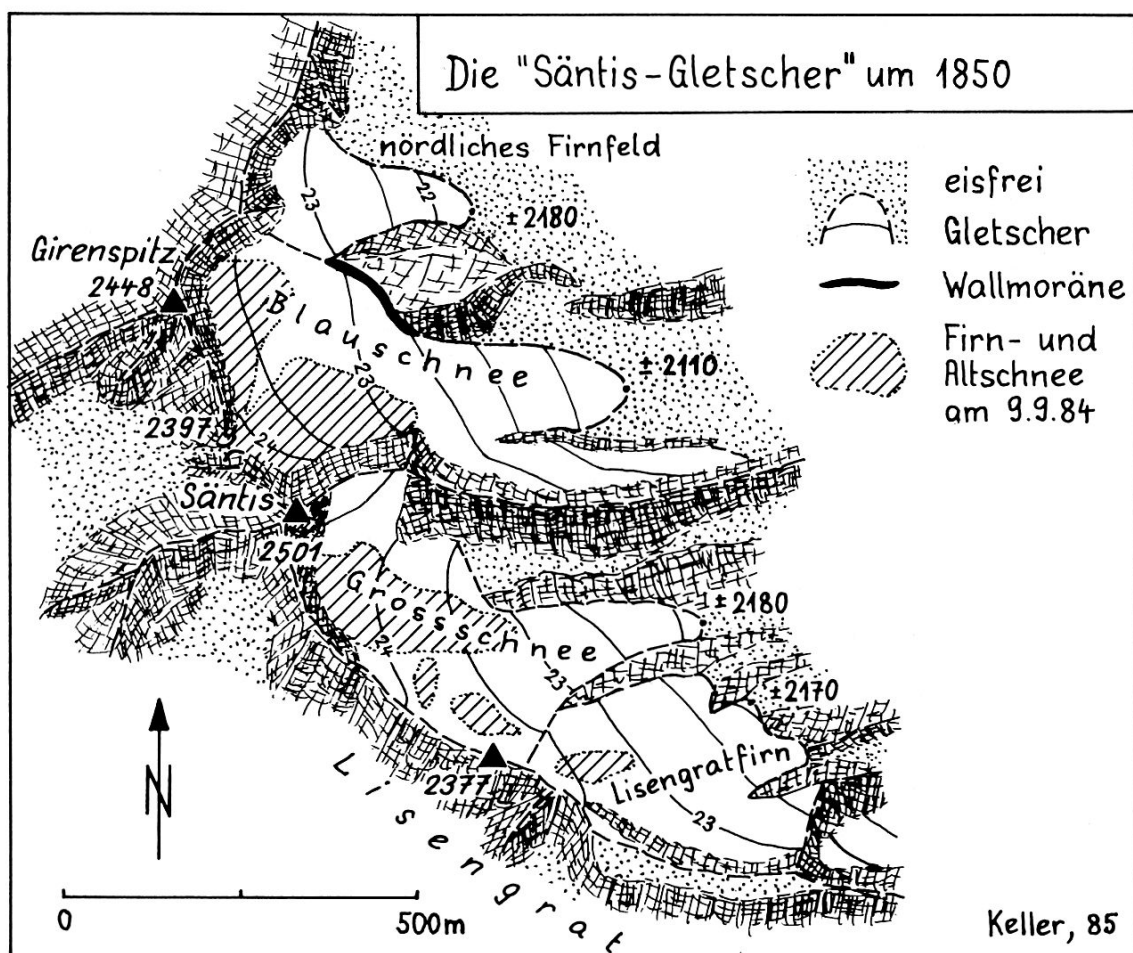 Die "Säntis-Gletscher" um 1850
nördliches Firnfeld
23
22
± 2180
eisfrei
Gletscher
Wallmoräne
Firn- und
Altschnee
am 9.9.84
Girenspitz
2448
Blauschnee
23
± 2110
2397
24
Säntis
2501
Grossschnee
24
23
± 2180
± 2170
Lisengratfirn
23
2377
Lisengrat
N
0
500m
Keller, 85